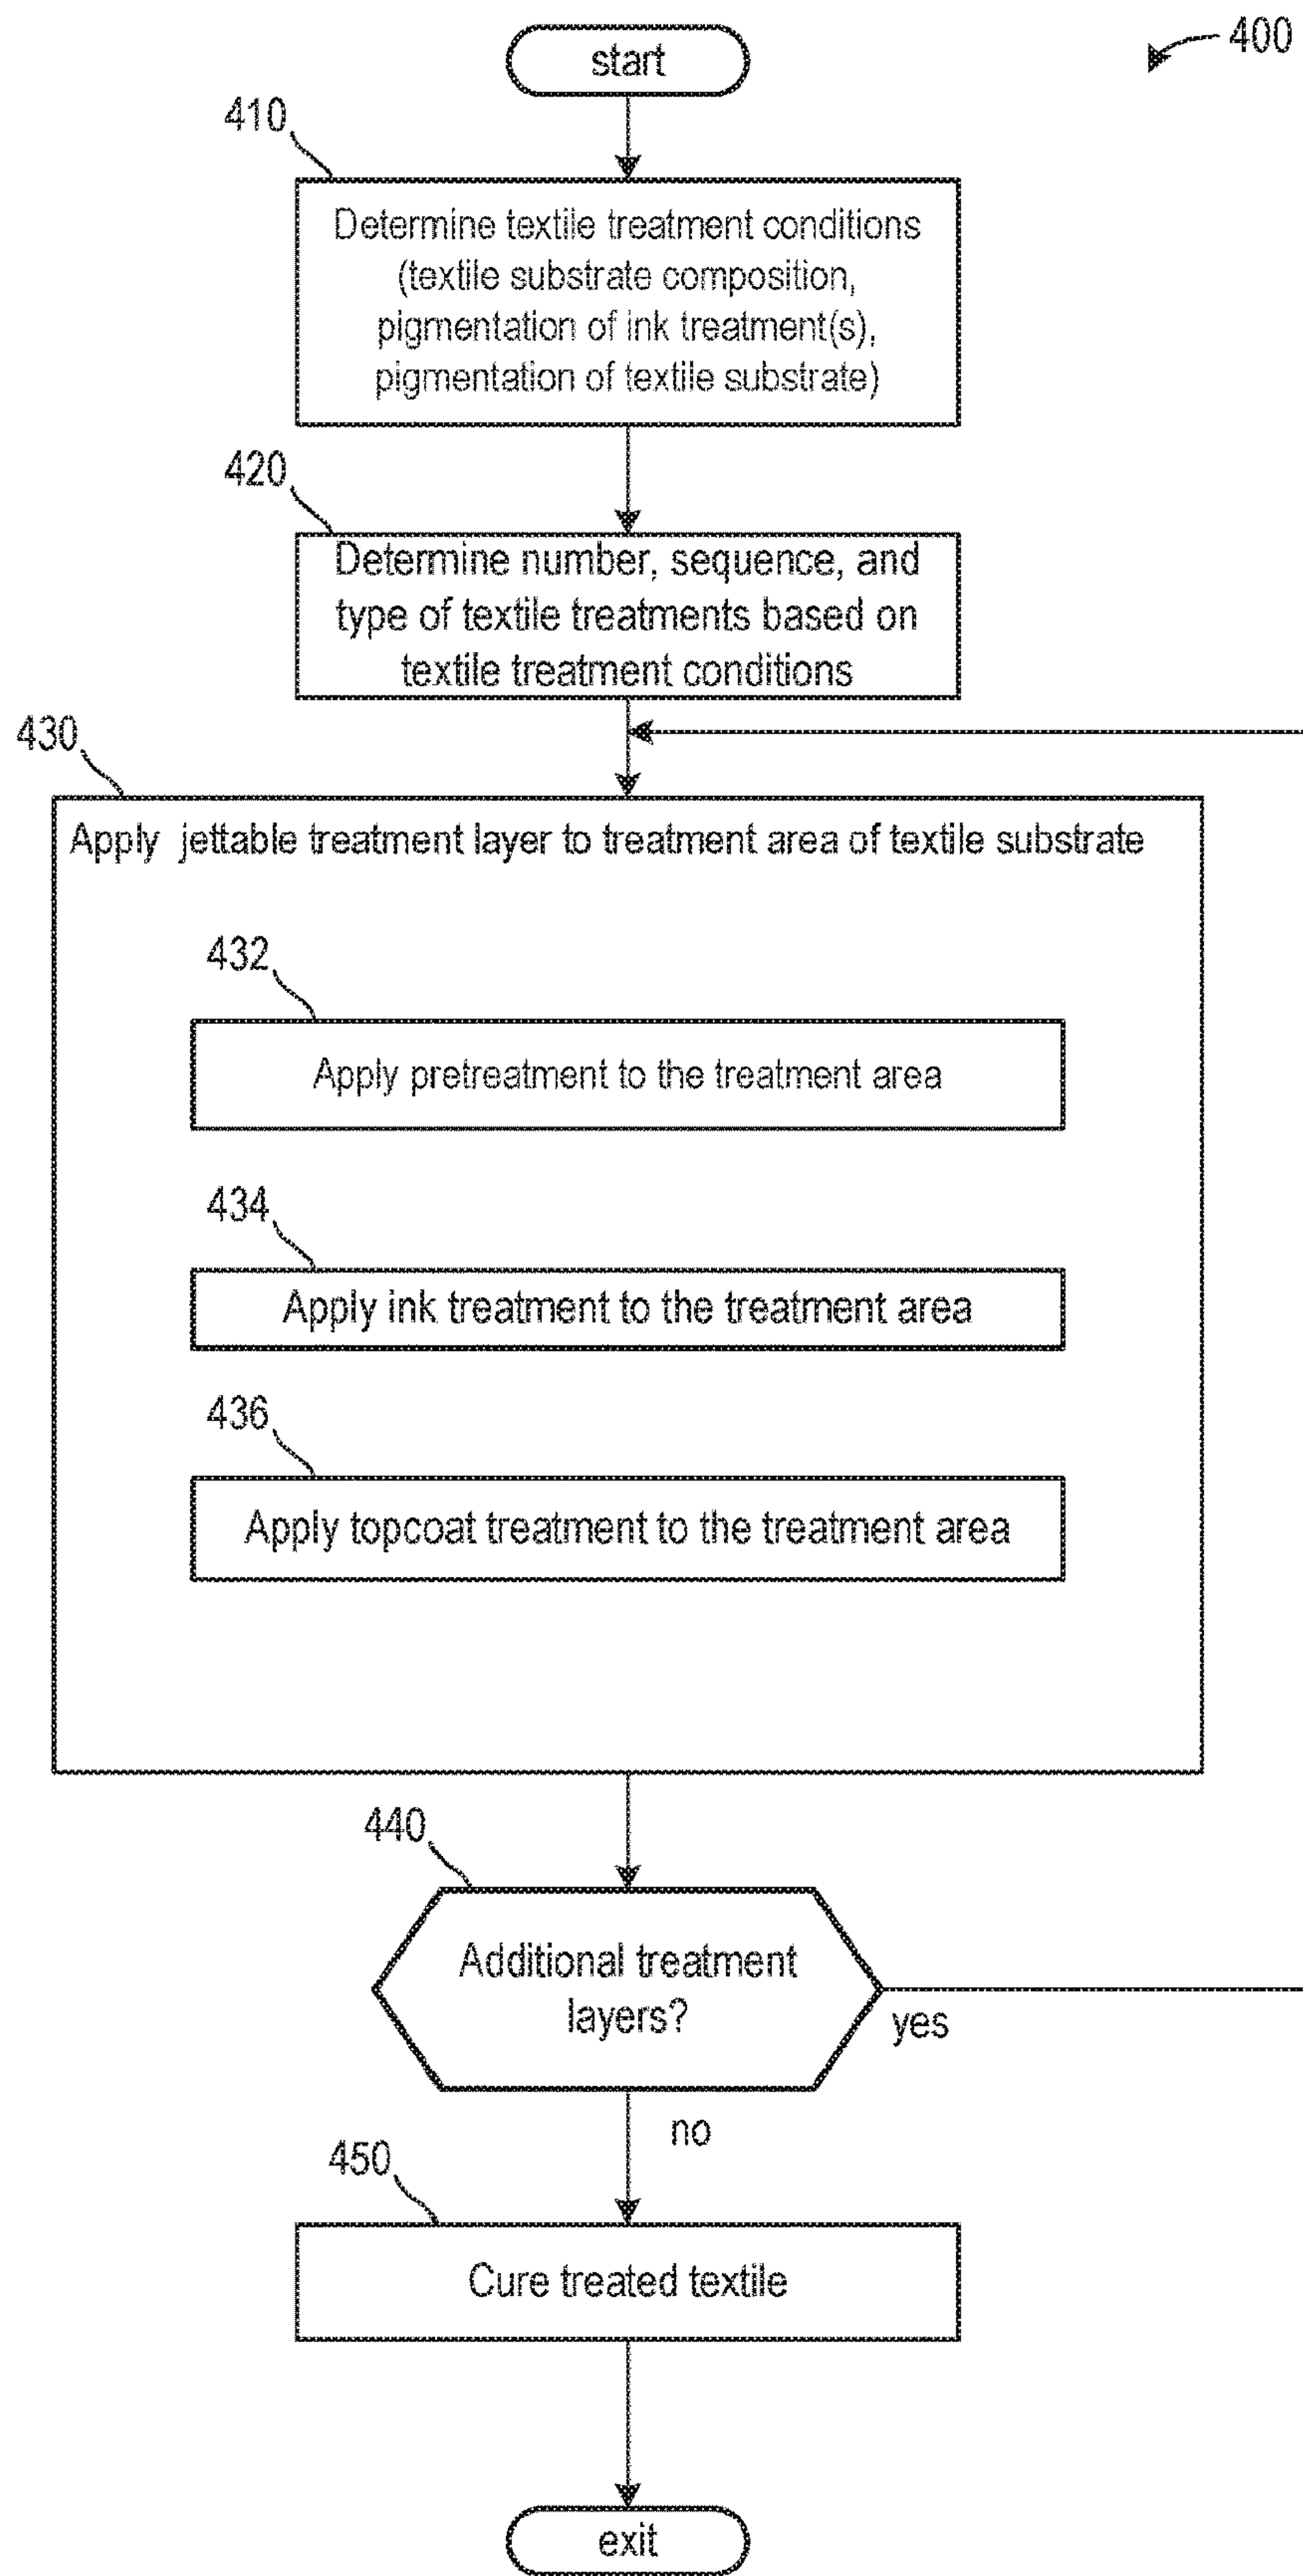 start
400
410
Determine textile treatment conditions
(textile substrate composition,
pigmentation of ink treatment(s),
pigmentation of textile substrate)
420
Determine number, sequence, and
type of textile treatments based on
textile treatment conditions
430
Apply jettable treatment layer to treatment area of textile substrate
432
Apply pretreatment to the treatment area
434
Apply ink treatment to the treatment area
436
Apply topcoat treatment to the treatment area
440
Additional treatment
layers?
yes
no
450
Cure treated textile
exit